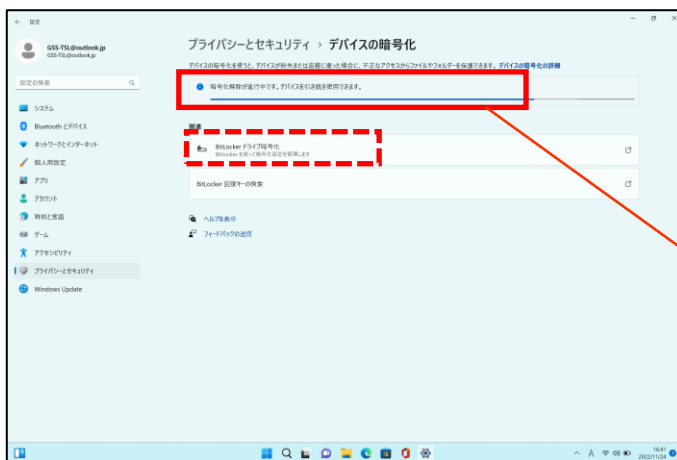 ← 設定
GSS-TSL@outlook.jp
GSS-TSL@outlook.jp
設定の検索
システム
Bluetooth とデバイス
ネットワークとインターネット
個人用設定
アプリ
アカウント
時刻と言語
ゲーム
アクセシビリティ
プライバシーとセキュリティ
Windows Update
プライバシーとセキュリティ › デバイスの暗号化
デバイスの暗号化を使うと、デバイスが紛失または盗難に遭った場合に、不正なアクセスからファイルやフォルダーを保護できます。デバイスの暗号化の詳細
暗号化解除が進行中です。デバイスを引き続き使用できます。
関連
BitLocker ドライブ暗号化
BitLocker を使って暗号化設定を管理します
BitLocker 回復キーの検索
ヘルプを表示
フィードバックの送信
A
16:41
2022/11/24